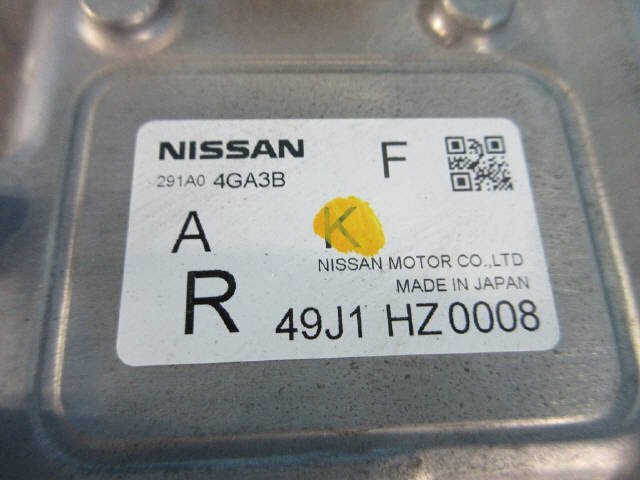 NISSAN F
291A0 4GA3B
A K
NISSAN MOTOR CO.,LTD
MADE IN JAPAN
R 49J1 HZ0008